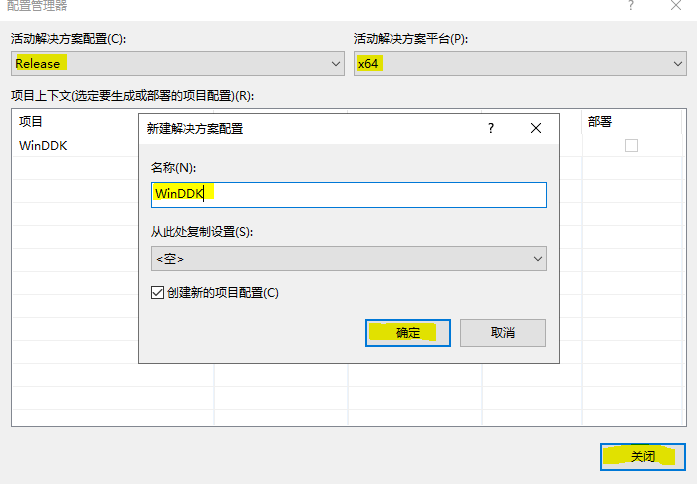 配置管理器
活动解决方案配置(C):
活动解决方案平台(P):
Release
x64
项目上下文(选定要生成或部署的项目配置)(R):
项目
部署
WinDDK
新建解决方案配置
名称(N):
WinDDK
从此处复制设置(S):
<空>
创建新的项目配置(C)
确定
取消
关闭